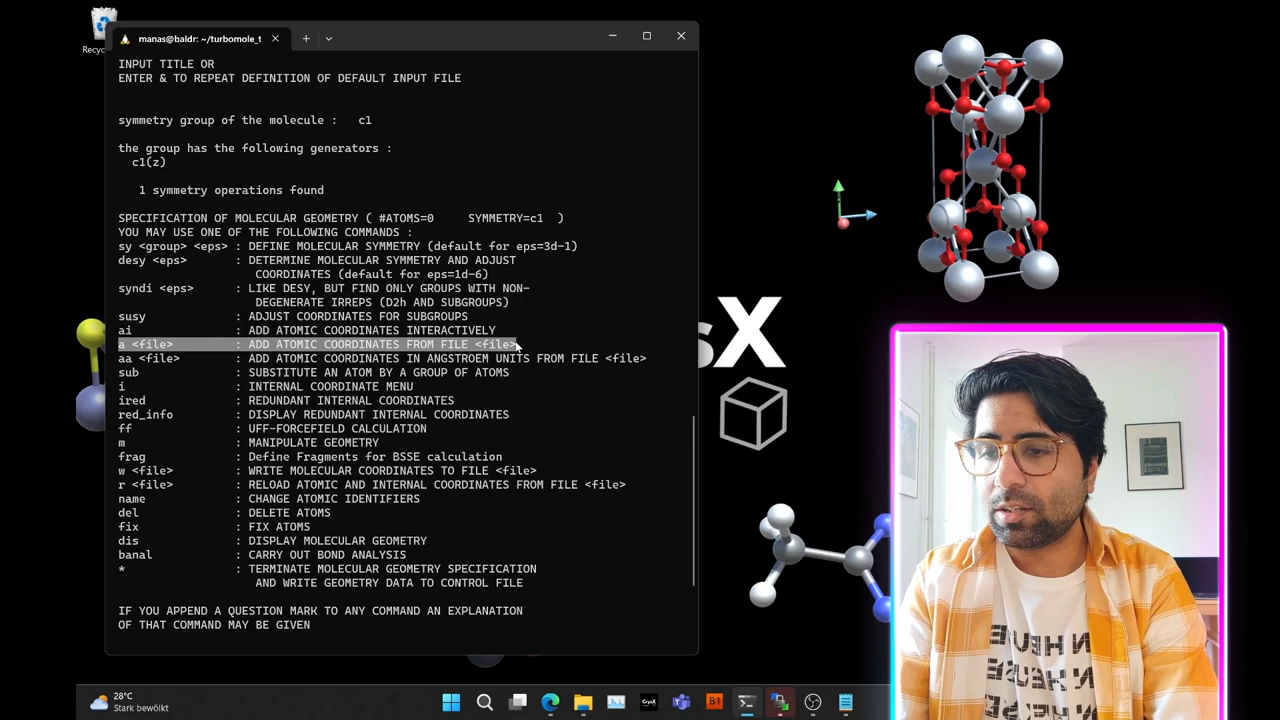 Recyc
manas@baldr: ~/turbomole_t
INPUT TITLE OR
ENTER & TO REPEAT DEFINITION OF DEFAULT INPUT FILE
symmetry group of the molecule :   c1
the group has the following generators :
c1(z)
1 symmetry operations found
SPECIFICATION OF MOLECULAR GEOMETRY ( #ATOMS=0     SYMMETRY=c1  )
YOU MAY USE ONE OF THE FOLLOWING COMMANDS :
sy <group> <eps> : DEFINE MOLECULAR SYMMETRY (default for eps=3d-1)
desy <eps>       : DETERMINE MOLECULAR SYMMETRY AND ADJUST
COORDINATES (default for eps=1d-6)
syndi <eps>      : LIKE DESY, BUT FIND ONLY GROUPS WITH NON-
DEGENERATE IRREPS (D2h AND SUBGROUPS)
susy             : ADJUST COORDINATES FOR SUBGROUPS
ai               : ADD ATOMIC COORDINATES INTERACTIVELY
a <file>         : ADD ATOMIC COORDINATES FROM FILE <file>
aa <file>        : ADD ATOMIC COORDINATES IN ANGSTROEM UNITS FROM FILE <file>
sub              : SUBSTITUTE AN ATOM BY A GROUP OF ATOMS
i                : INTERNAL COORDINATE MENU
ired             : REDUNDANT INTERNAL COORDINATES
red_info         : DISPLAY REDUNDANT INTERNAL COORDINATES
ff               : UFF-FORCEFIELD CALCULATION
m                : MANIPULATE GEOMETRY
frag             : Define Fragments for BSSE calculation
w <file>         : WRITE MOLECULAR COORDINATES TO FILE <file>
r <file>         : RELOAD ATOMIC AND INTERNAL COORDINATES FROM FILE <file>
name             : CHANGE ATOMIC IDENTIFIERS
del              : DELETE ATOMS
fix              : FIX ATOMS
dis              : DISPLAY MOLECULAR GEOMETRY
banal            : CARRY OUT BOND ANALYSIS
*                : TERMINATE MOLECULAR GEOMETRY SPECIFICATION
AND WRITE GEOMETRY DATA TO CONTROL FILE
IF YOU APPEND A QUESTION MARK TO ANY COMMAND AN EXPLANATION
OF THAT COMMAND MAY BE GIVEN
sX
28°C
Stark bewölkt
CrysX
B1